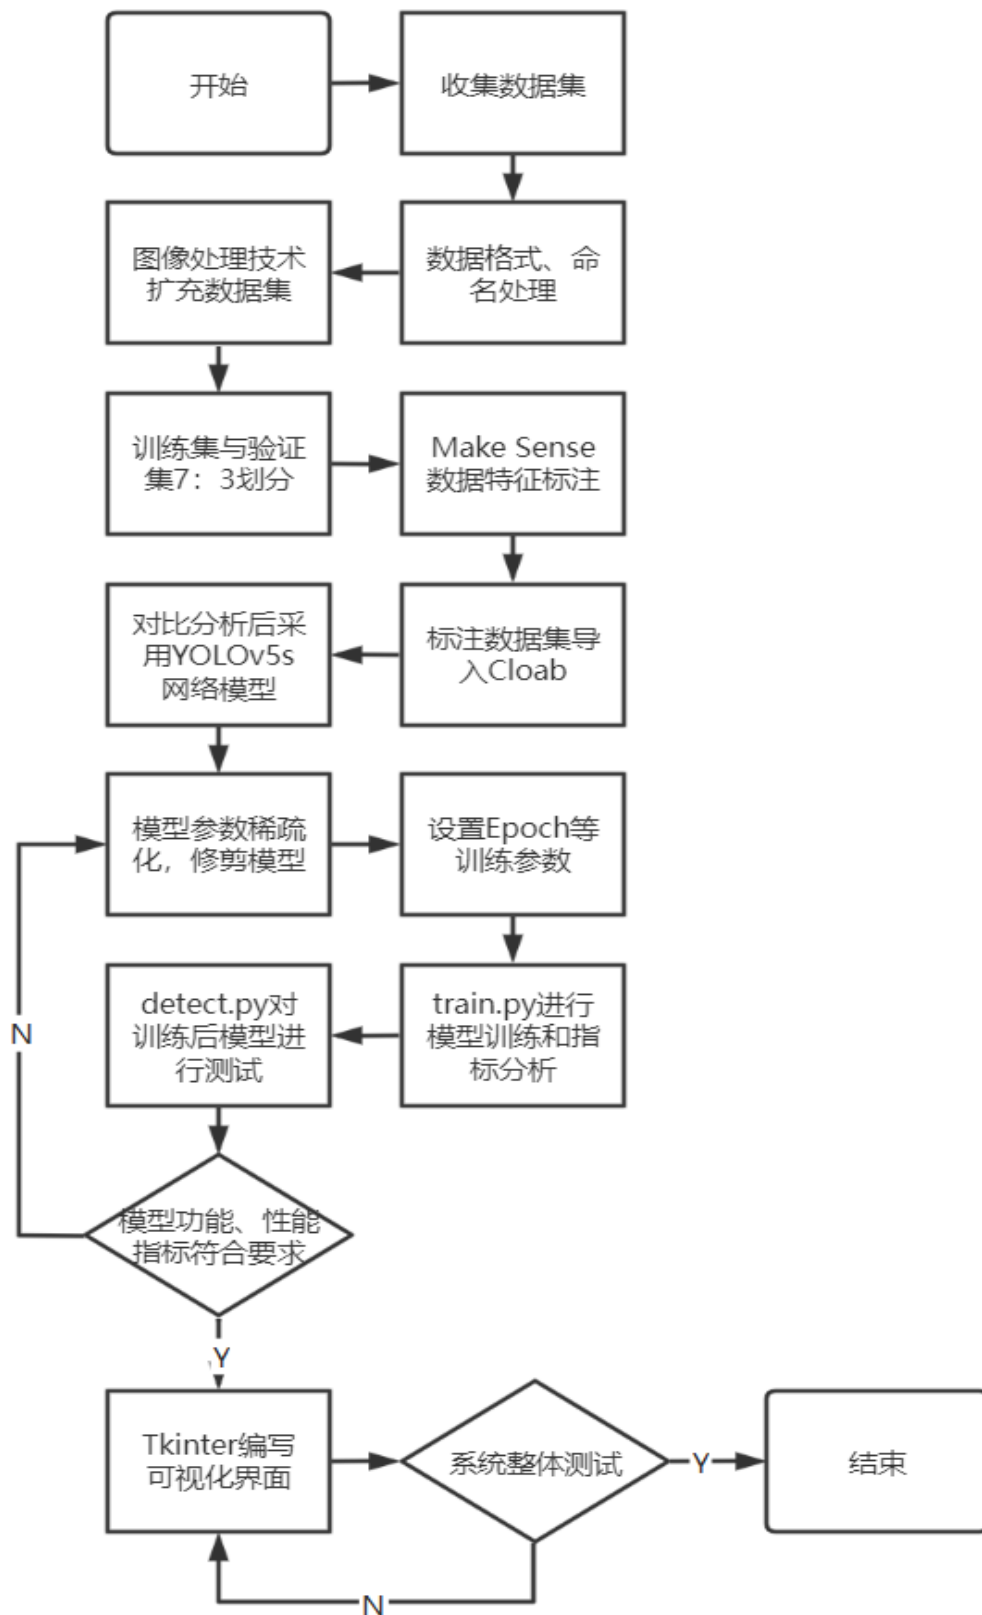 开始
收集数据集
数据格式、命
名处理
图像处理技术
扩充数据集
训练集与验证
集7：3划分
Make Sense
数据特征标注
标注数据集导
入Cloab
对比分析后采
用YOLOv5s
网络模型
模型参数稀疏
化，修剪模型
设置Epoch等
训练参数
train.py进行
模型训练和指
标分析
detect.py对
训练后模型进
行测试
N
模型功能、性能
指标符合要求
Y
Tkinter编写
可视化界面
系统整体测试
Y
结束
N